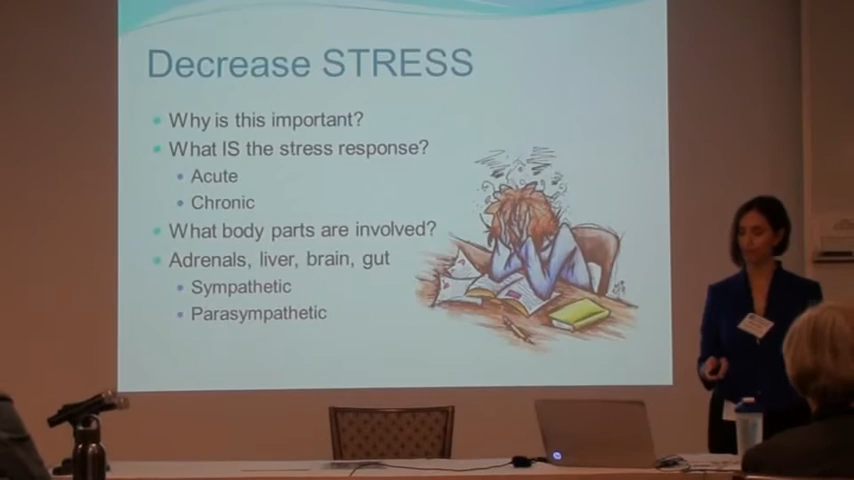 Decrease STRESS
Why is this important?
What IS the stress response?
Acute
Chronic
What body parts are involved?
Adrenals, liver, brain, gut
Sympathetic
Parasympathetic